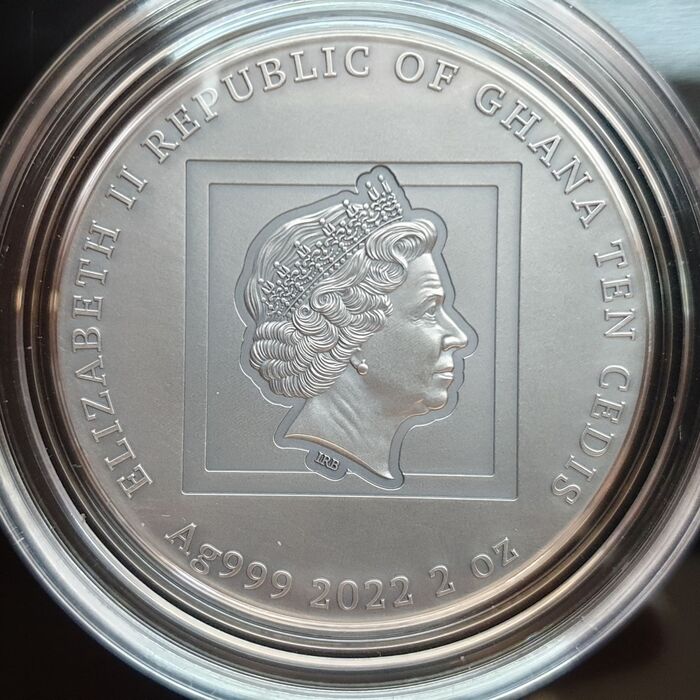 ELIZABETH II REPUBLIC OF GHANA TEN CEDIS
IRB
Ag999 2022 2 oz